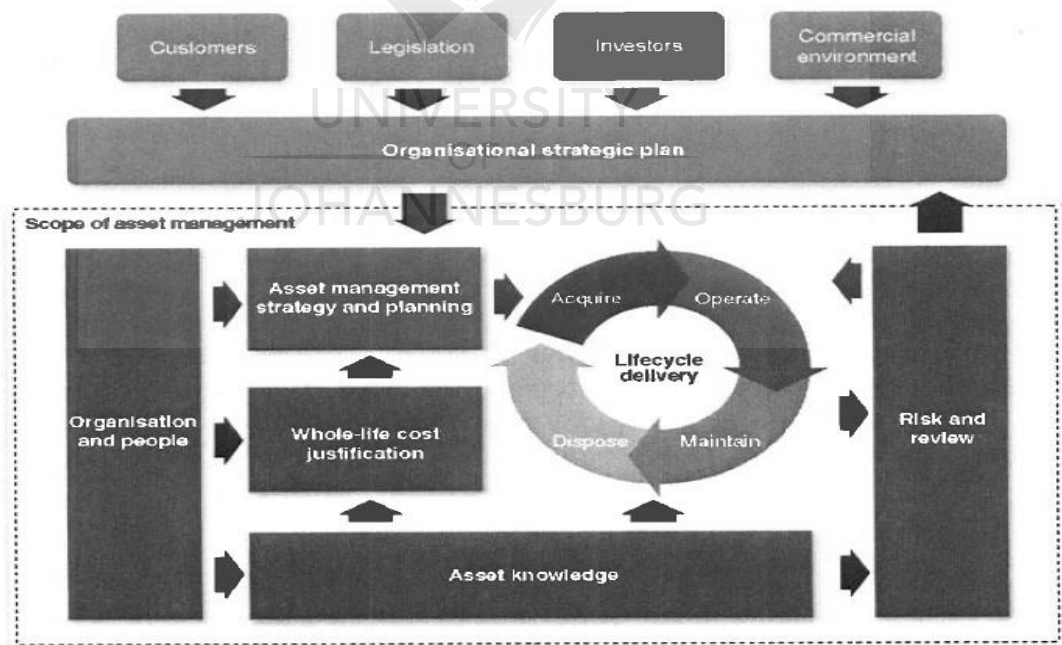 Customers
Legislation
Investors
Commercial
environment
UNIVERSITY
OF
JOHANNESBURG
Organisational strategic plan
Scope of asset management
Organisation
and people
Asset management
strategy and planning
Whole-life cost
justification
Asset knowledge
Acquire
Operate
Lifecycle
delivery
Dispose
Maintain
Risk and
review